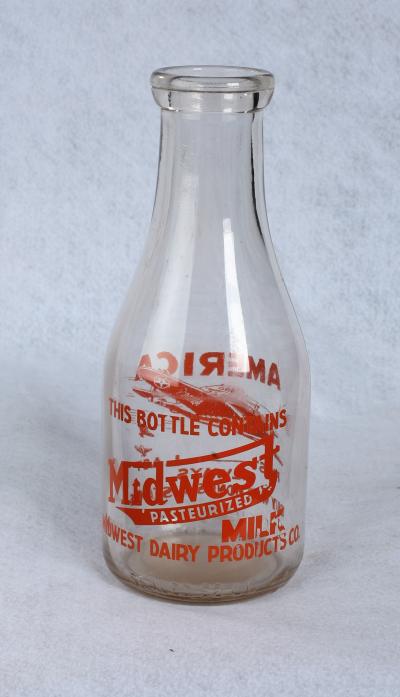 AMERICA
THIS BOTTLE CONTAINS
Midwest
PASTEURIZED
MILK
MIDWEST DAIRY PRODUCTS CO.